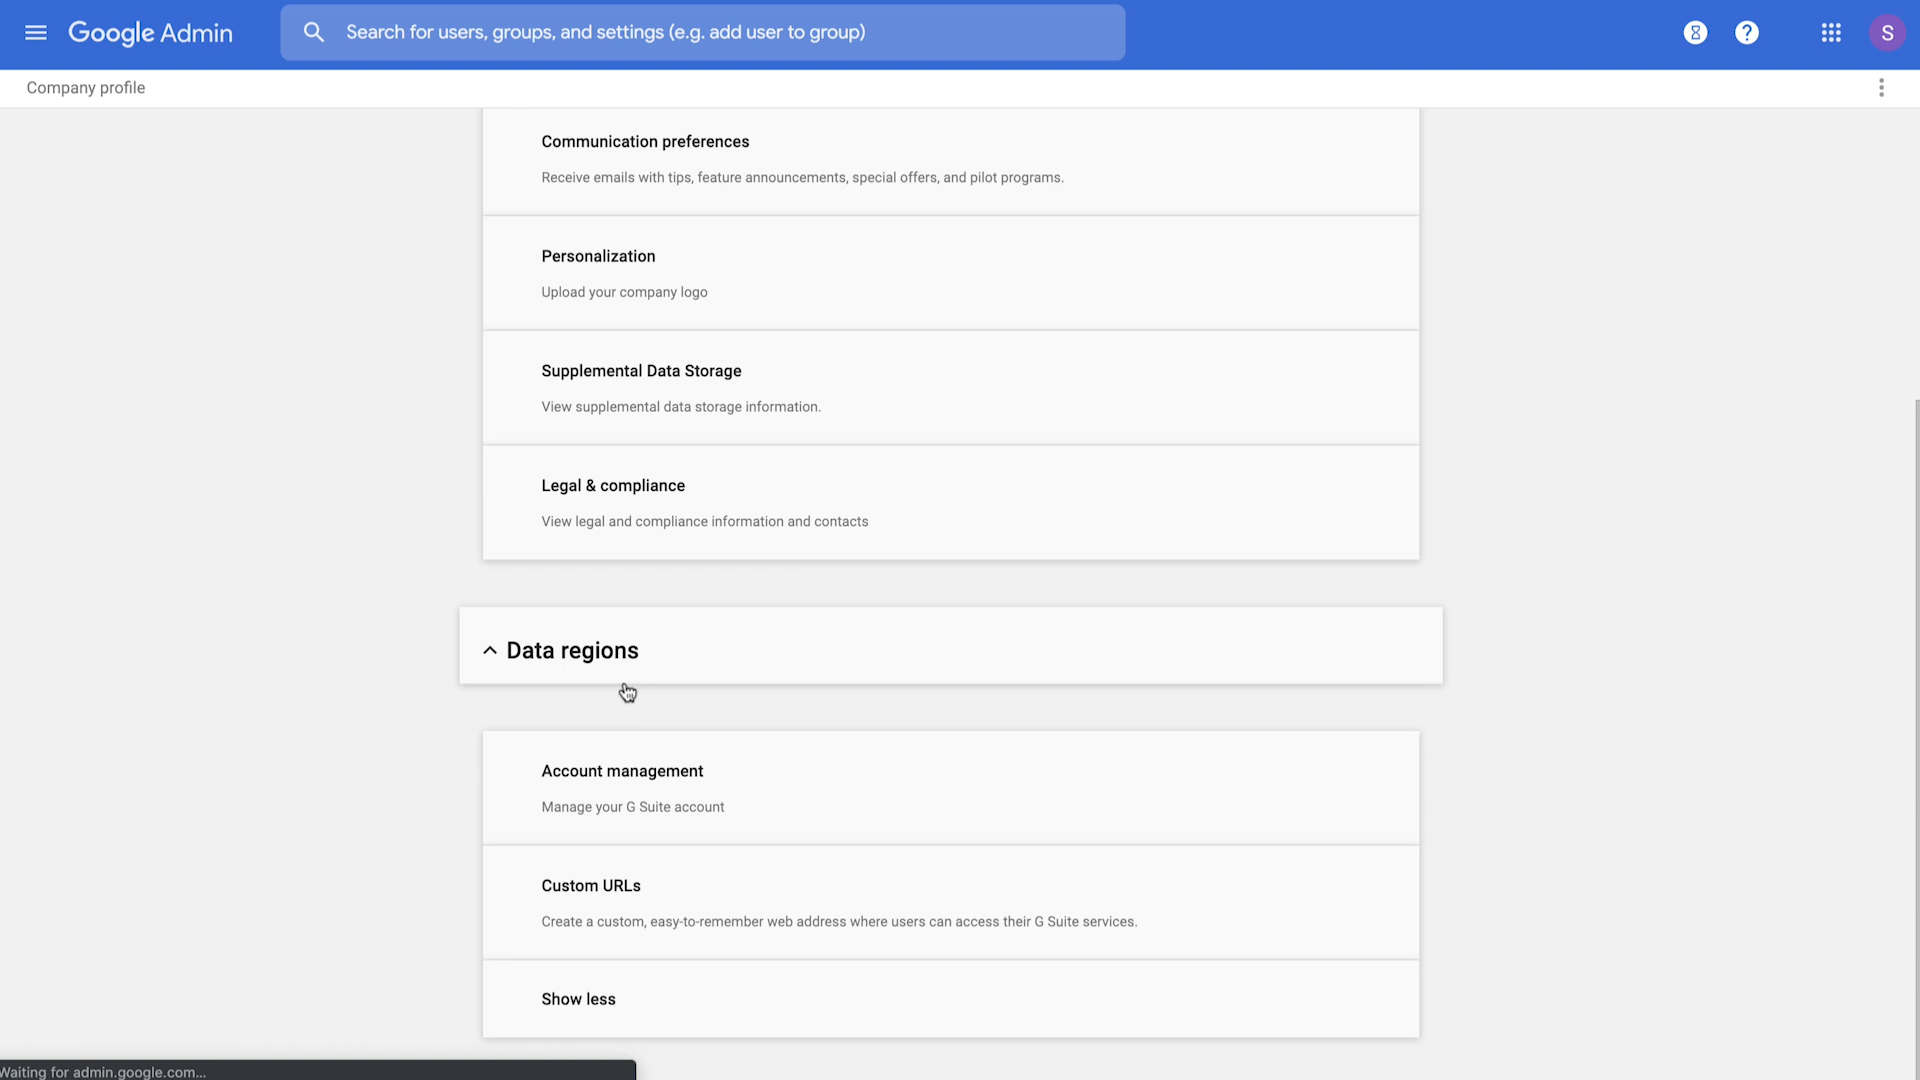 Google Admin
Search for users, groups, and settings (e.g. add user to group)
S
Company profile
Communication preferences
Receive emails with tips, feature announcements, special offers, and pilot programs.
Personalization
Upload your company logo
Supplemental Data Storage
View supplemental data storage information.
Legal & compliance
View legal and compliance information and contacts
Data regions
Account management
Manage your G Suite account
Custom URLs
Create a custom, easy-to-remember web address where users can access their G Suite services.
Show less
Waiting for admin.google.com...